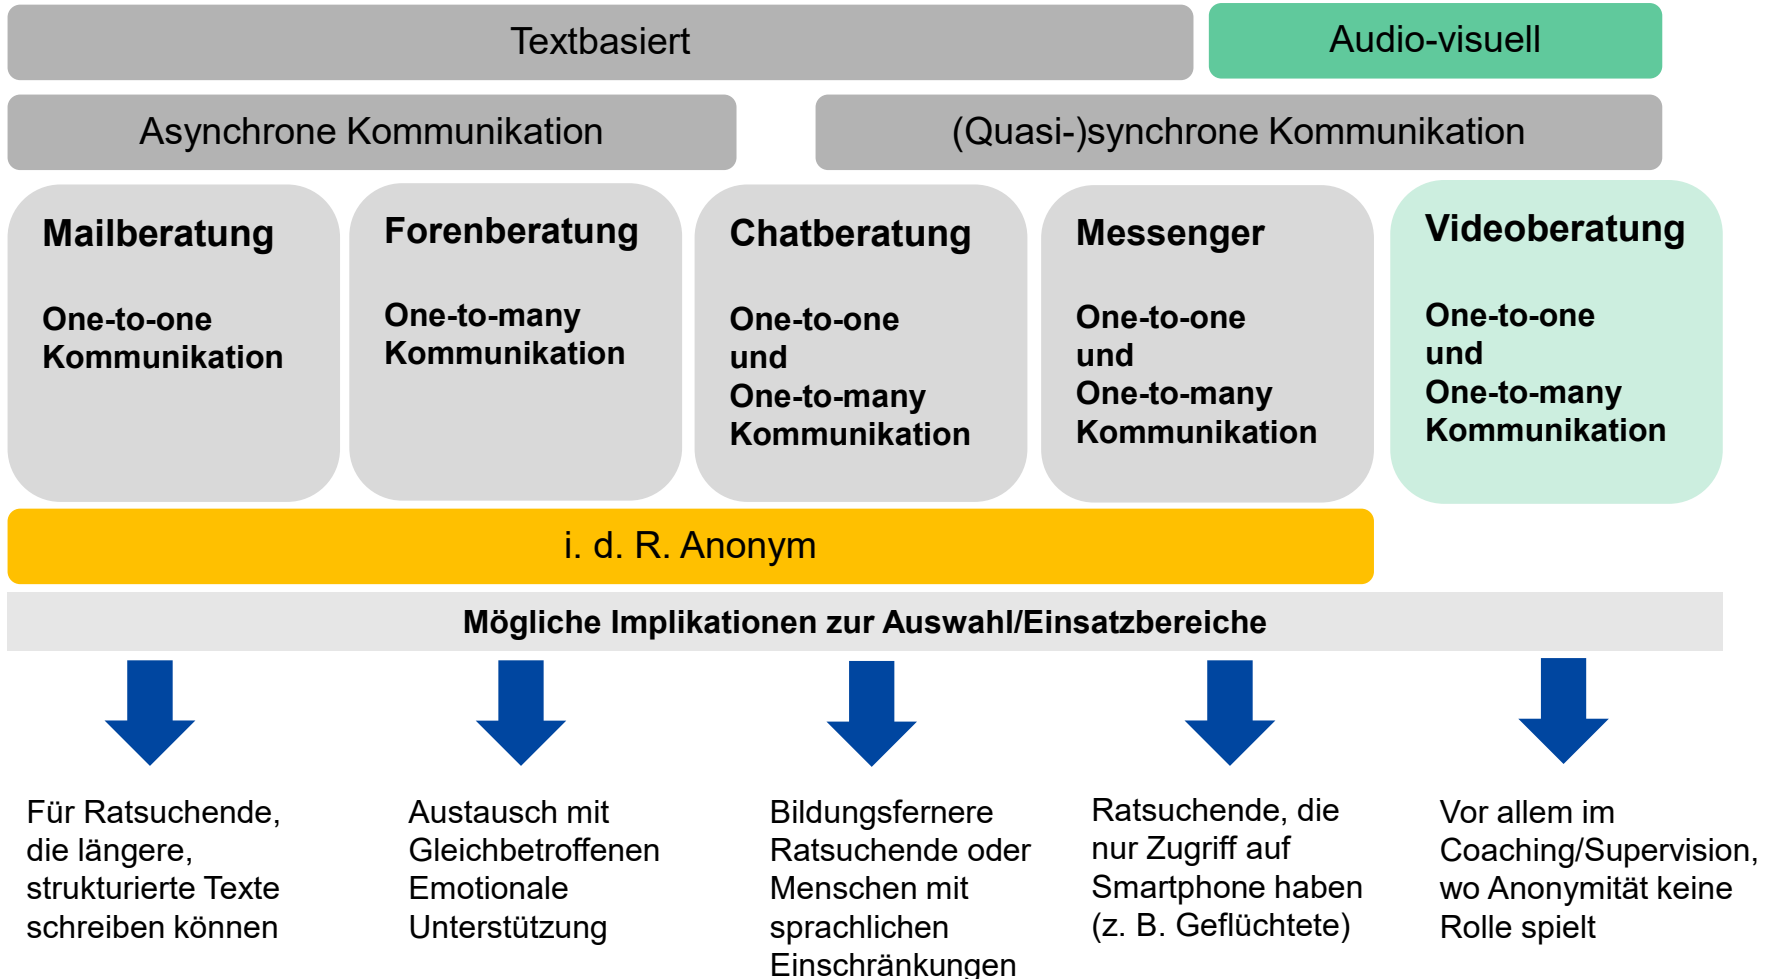 Textbasiert
Audio-visuell
Asynchrone Kommunikation
(Quasi-)synchrone Kommunikation
Mailberatung
One-to-one
Kommunikation
Forenberatung
One-to-many
Kommunikation
Chatberatung
One-to-one
und
One-to-many
Kommunikation
Messenger
One-to-one
und
One-to-many
Kommunikation
Videoberatung
One-to-one
und
One-to-many
Kommunikation
i. d. R. Anonym
Mögliche Implikationen zur Auswahl/Einsatzbereiche
Für Ratsuchende,
die längere,
strukturierte Texte
schreiben können
Austausch mit
Gleichbetroffenen
Emotionale
Unterstützung
Bildungsfernere
Ratsuchende oder
Menschen mit
sprachlichen
Einschränkungen
Ratsuchende, die
nur Zugriff auf
Smartphone haben
(z. B. Geflüchtete)
Vor allem im
Coaching/Supervision,
wo Anonymität keine
Rolle spielt